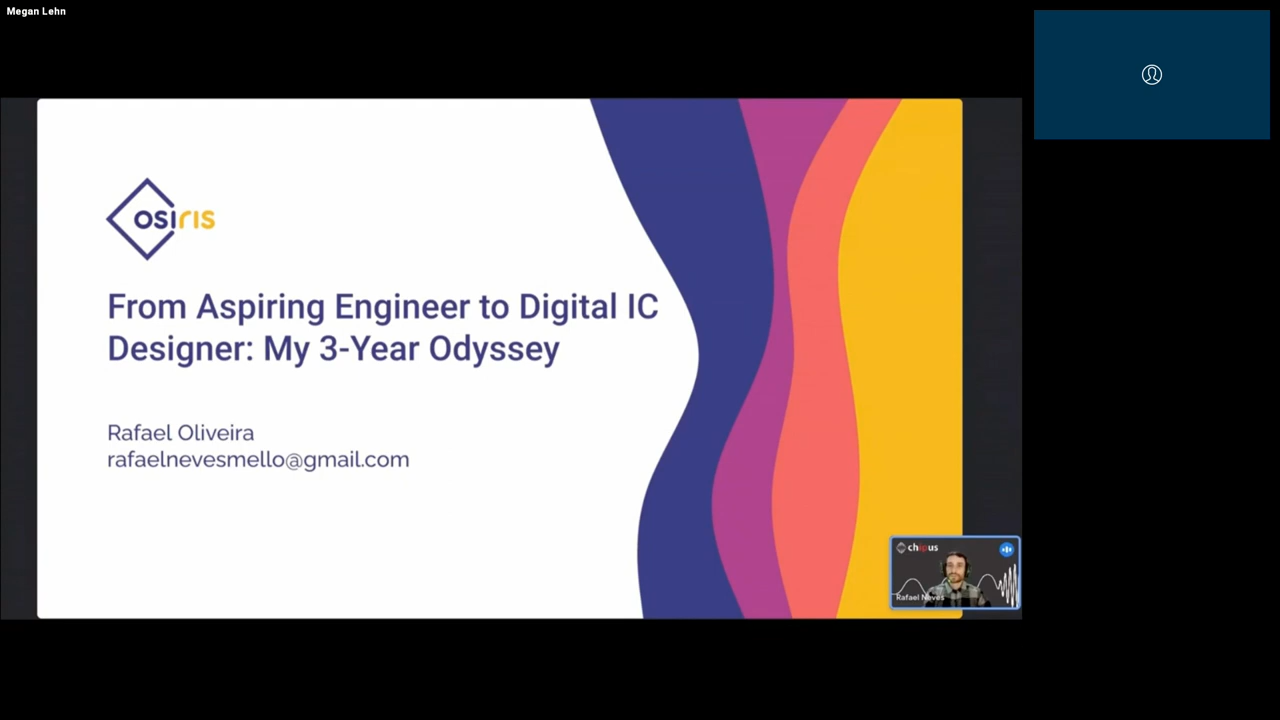 Megan Lehn
osiris
From Aspiring Engineer to Digital IC
Designer: My 3-Year Odyssey
Rafael Oliveira
rafaelnevesmello@gmail.com
chipus
Rafael Neves